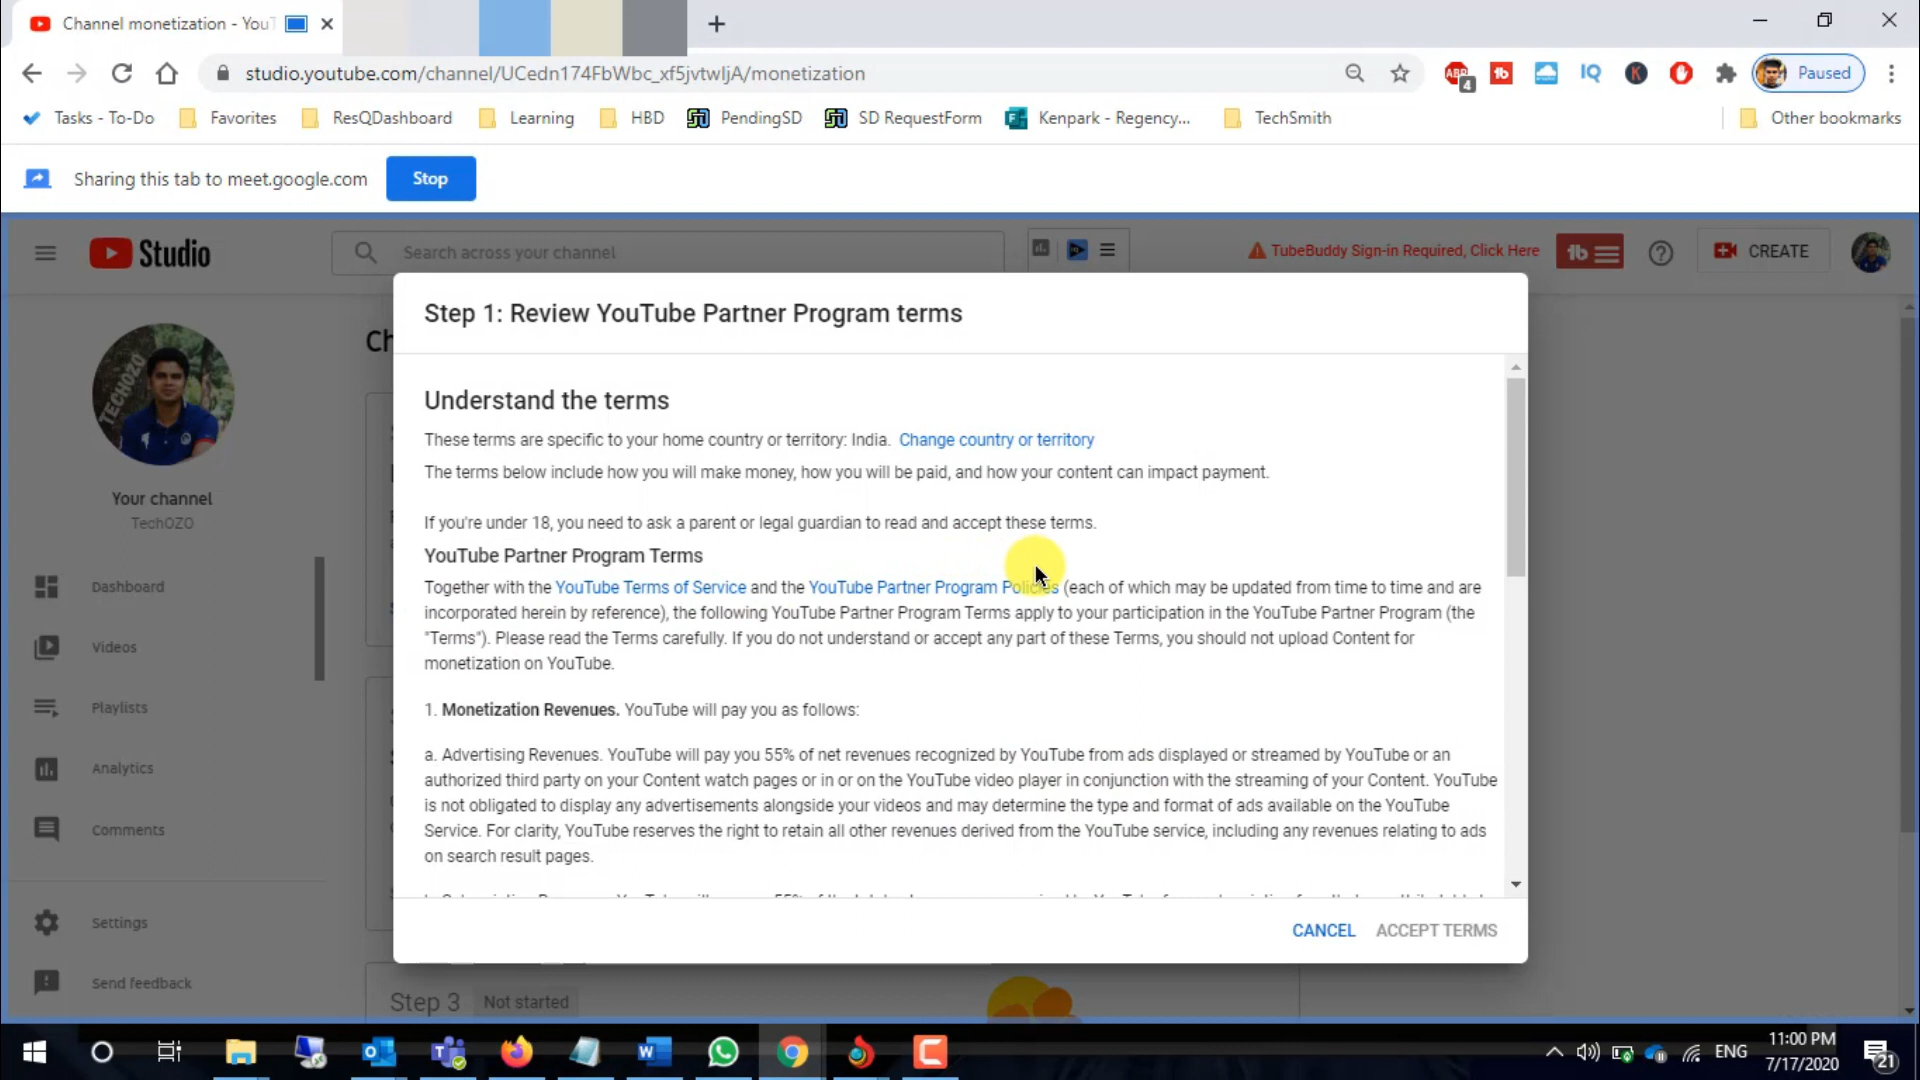 Channel monetization - You
studio.youtube.com/channel/UCedn174FbWbc_xf5jvtwljA/monetization
ABP 4 tb IQ K Paused
Tasks - To-Do Favorites ResQDashboard Learning HBD PendingSD SD RequestForm Kenpark - Regency... TechSmith Other bookmarks
Sharing this tab to meet.google.com Stop
Studio Search across your channel TubeBuddy Sign-in Required, Click Here tb CREATE
Step 1: Review YouTube Partner Program terms
Ch
TECHOZO
Understand the terms
These terms are specific to your home country or territory: India. Change country or territory
The terms below include how you will make money, how you will be paid, and how your content can impact payment.
Your channel
TechOZO
If you're under 18, you need to ask a parent or legal guardian to read and accept these terms.
YouTube Partner Program Terms
Dashboard
Together with the YouTube Terms of Service and the YouTube Partner Program Policies (each of which may be updated from time to time and are
incorporated herein by reference), the following YouTube Partner Program Terms apply to your participation in the YouTube Partner Program (the
"Terms"). Please read the Terms carefully. If you do not understand or accept any part of these Terms, you should not upload Content for
monetization on YouTube.
Videos
Playlists
1. Monetization Revenues. YouTube will pay you as follows:
Analytics
a. Advertising Revenues. YouTube will pay you 55% of net revenues recognized by YouTube from ads displayed or streamed by YouTube or an
authorized third party on your Content watch pages or in or on the YouTube video player in conjunction with the streaming of your Content. YouTube
is not obligated to display any advertisements alongside your videos and may determine the type and format of ads available on the YouTube
Service. For clarity, YouTube reserves the right to retain all other revenues derived from the YouTube service, including any revenues relating to ads
on search result pages.
Comments
Settings
CANCEL ACCEPT TERMS
Send feedback
Step 3 Not started
ENG
11:00 PM
7/17/2020
21